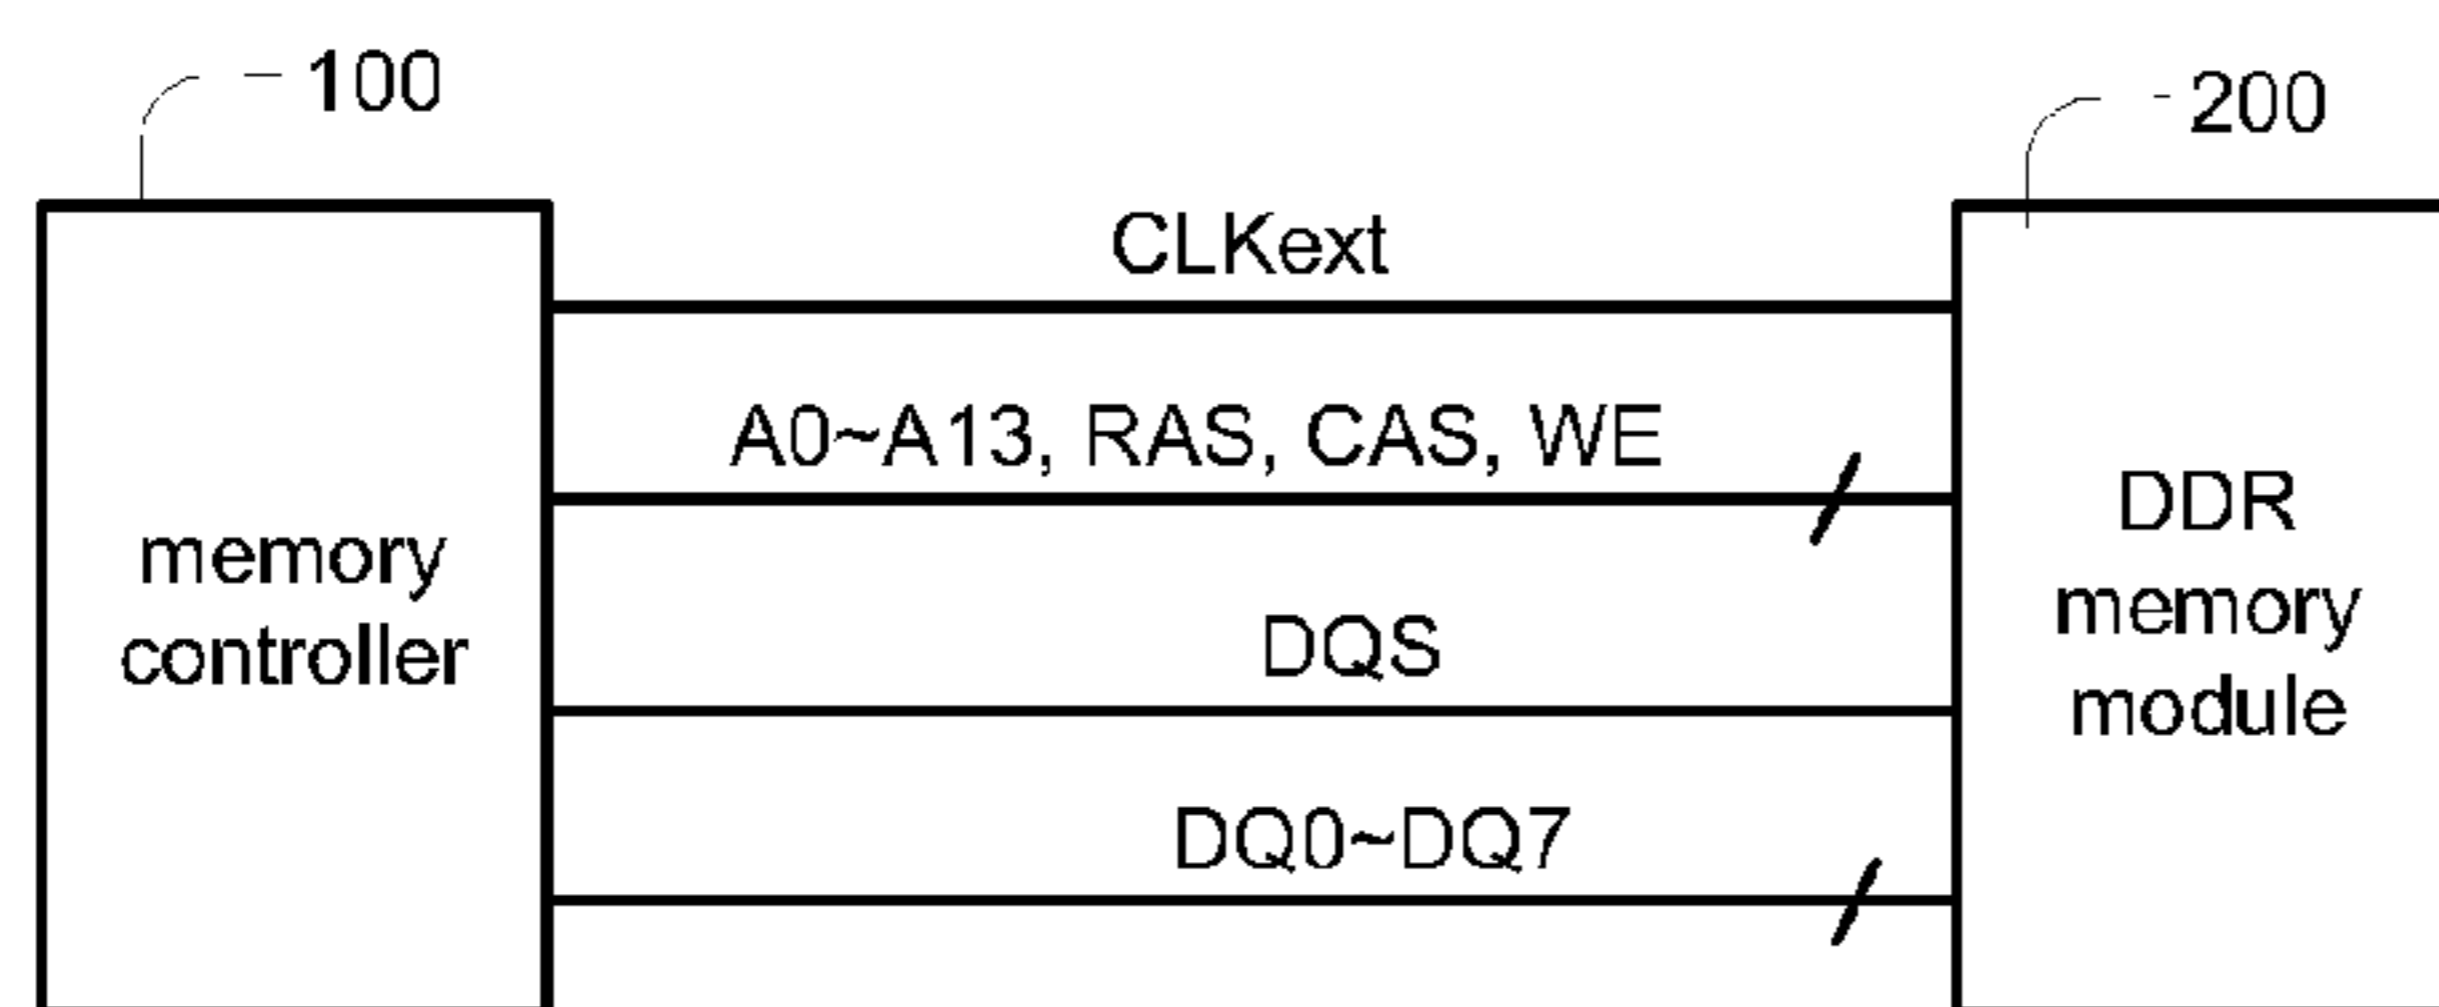 100
200
CLKext
A0~A13, RAS, CAS, WE
memory
controller
DQS
DQ0~DQ7
DDR
memory
module